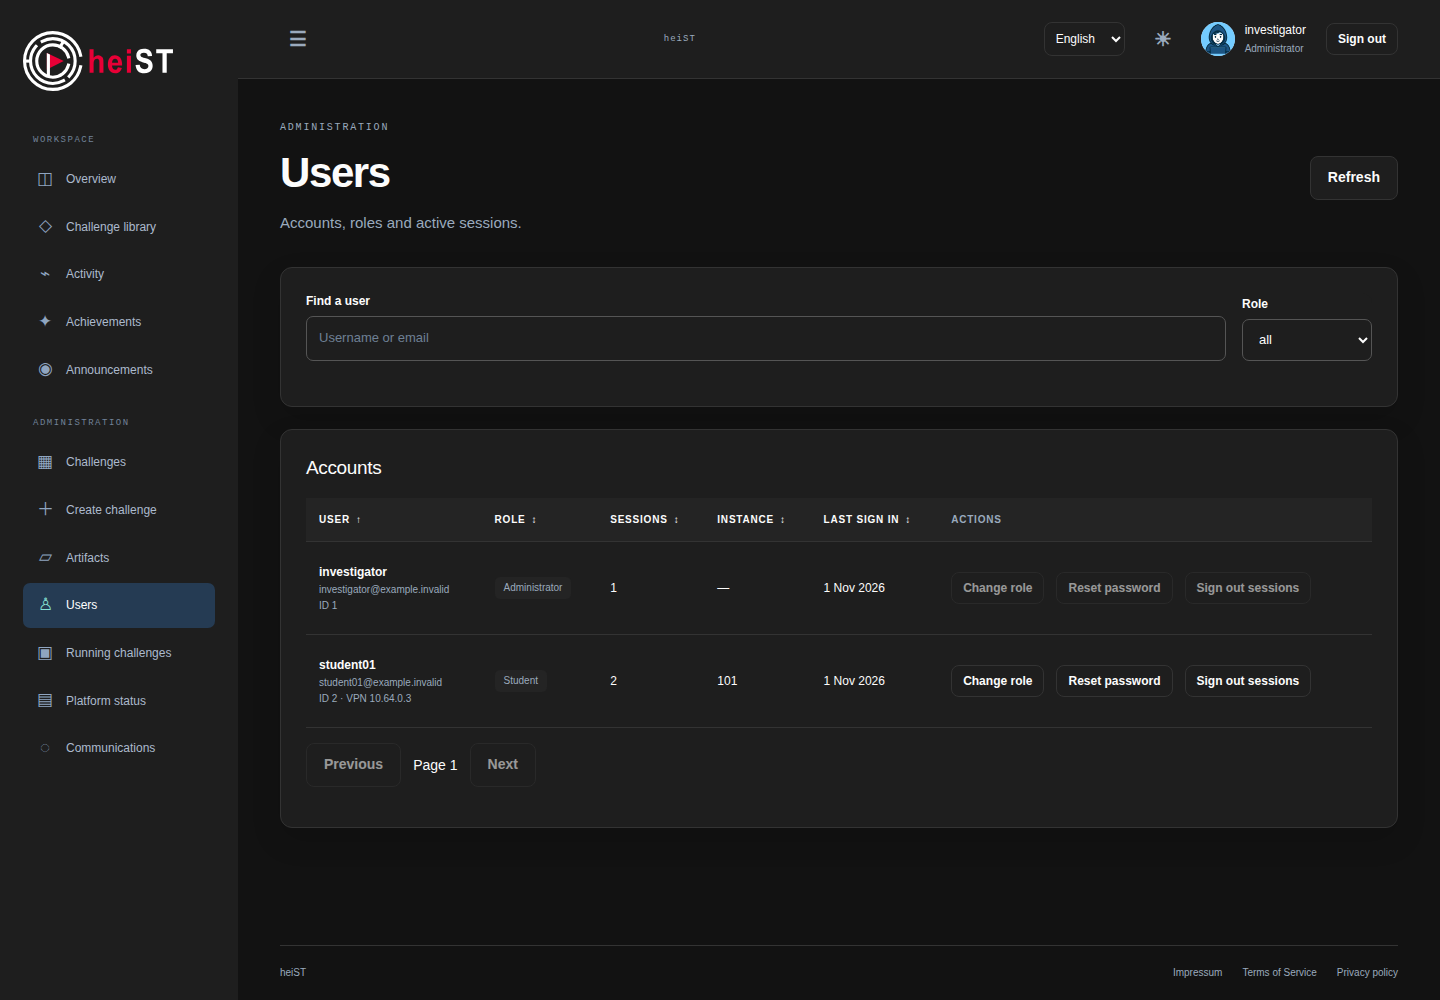 heiST
WORKSPACE
Overview
Challenge library
Activity
Achievements
Announcements
ADMINISTRATION
Challenges
Create challenge
Artifacts
Users
Running challenges
Platform status
Communications
heiST
English
investigator
Administrator
Sign out
ADMINISTRATION
Users
Refresh
Accounts, roles and active sessions.
Find a user
Role
Username or email
all
Accounts
USER ↑ ROLE ↕ SESSIONS ↕ INSTANCE ↕ LAST SIGN IN ↕ ACTIONS
investigator
investigator@example.invalid
ID 1
Administrator 1 — 1 Nov 2026 Change role Reset password Sign out sessions
student01
student01@example.invalid
ID 2 · VPN 10.64.0.3
Student 2 101 1 Nov 2026 Change role Reset password Sign out sessions
Previous Page 1 Next
heiST Impressum Terms of Service Privacy policy